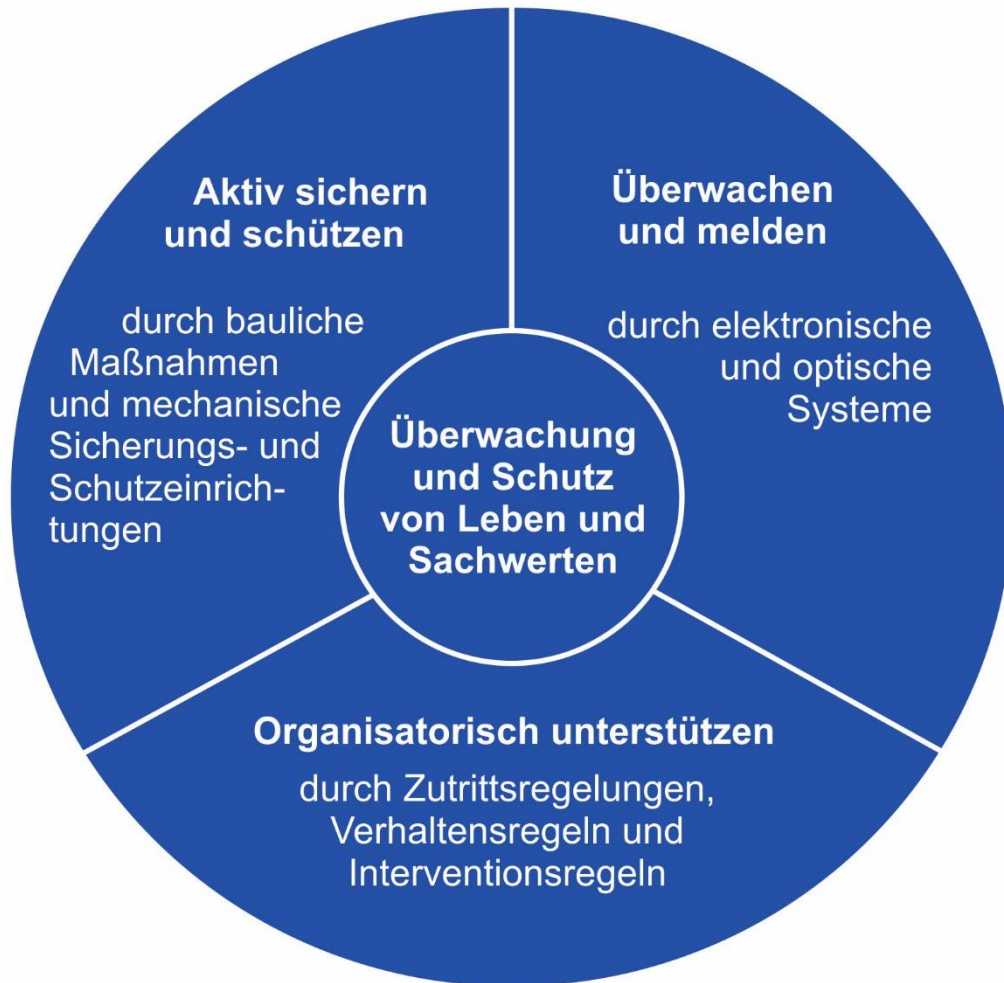 Aktiv sichern
und schützen
durch bauliche
Maßnahmen
und mechanische
Sicherungs- und
Schutzeinrich-
tungen
Überwachen
und melden
durch elektronische
und optische
Systeme
Überwachung
und Schutz
von Leben und
Sachwerten
Organisatorisch unterstützen
durch Zutrittsregelungen,
Verhaltensregeln und
Interventionsregeln